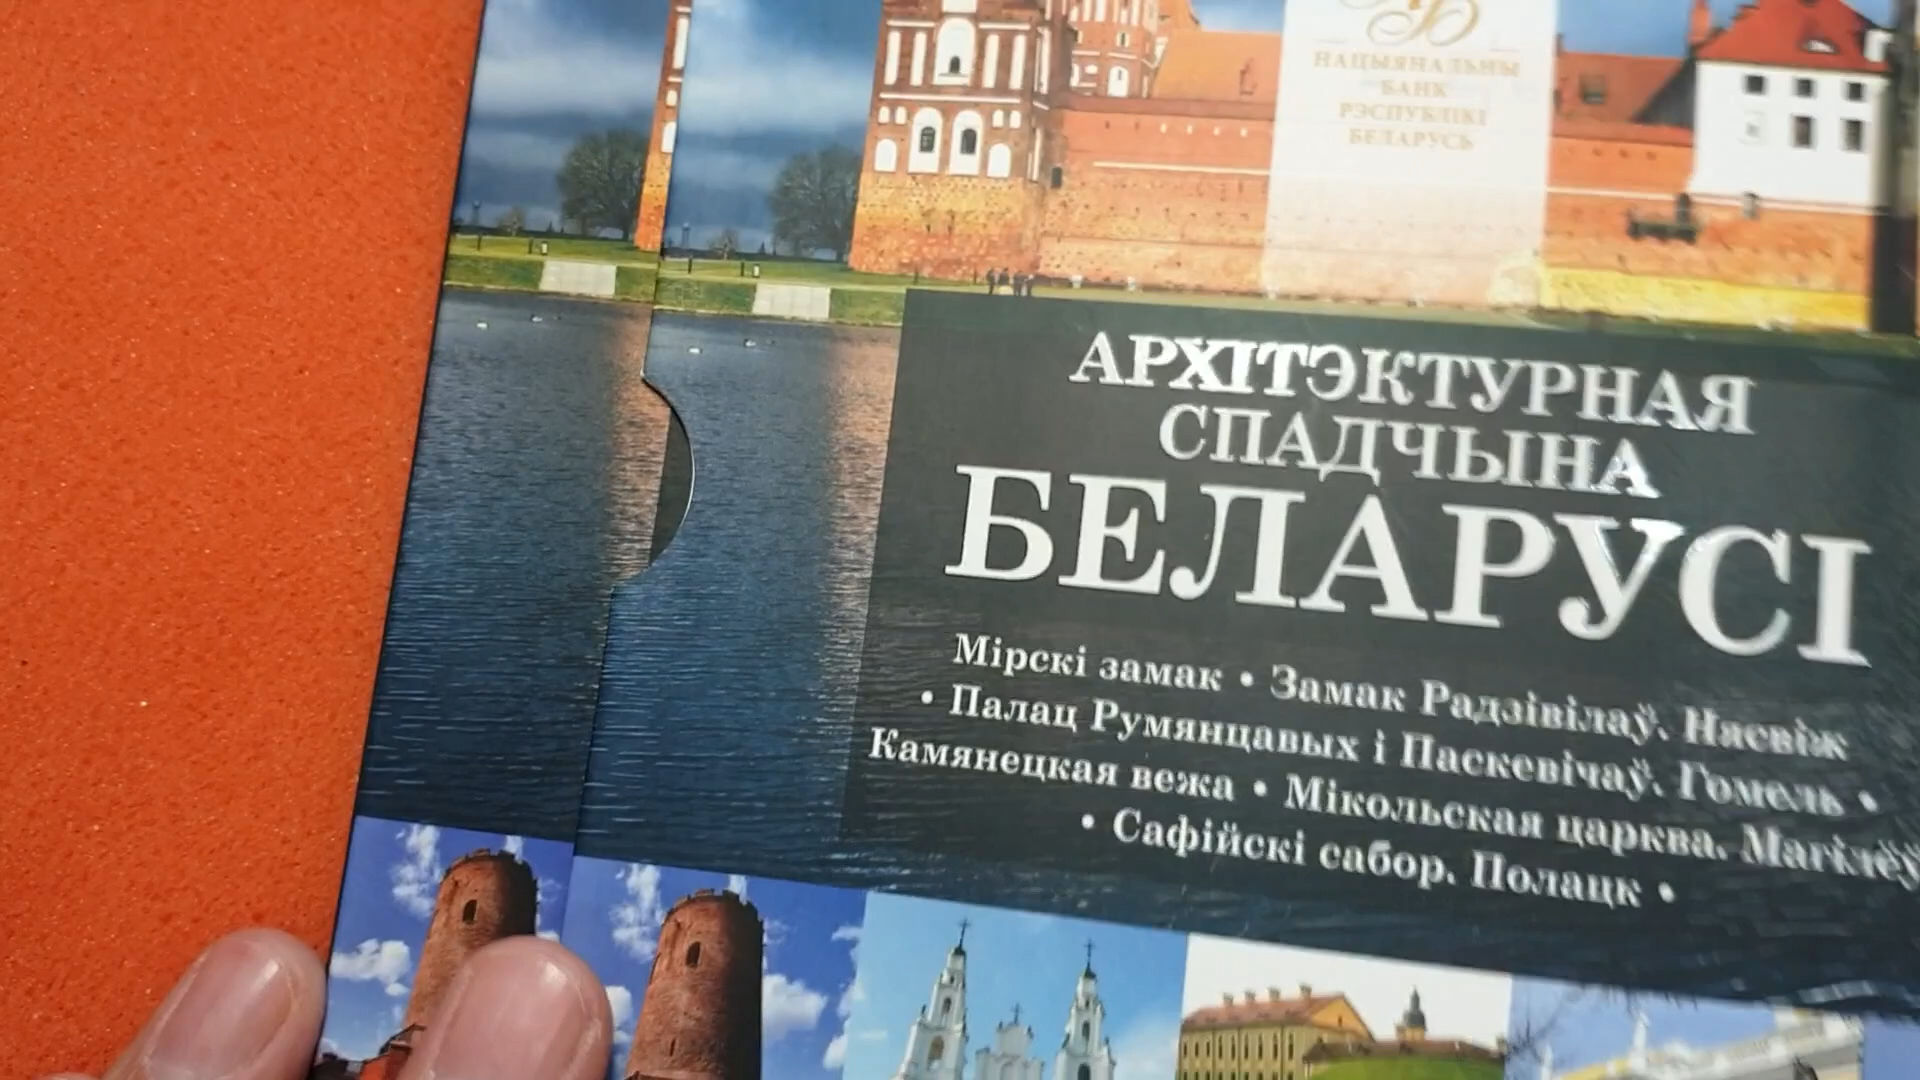 НАЦЫЯНАЛЬНЫ
БАНК
РЭСПУБЛІКІ
БЕЛАРУСЬ
АРХІТЭКТУРНАЯ
СПАДЧЫНА
БЕЛАРУСІ
Мірскі замак • Замак Радзівілаў. Нясвіж
• Палац Румянцавых і Паскевічаў. Гомель •
Камянецкая вежа • Мікольская царква. Магілёў
• Сафійскі сабор. Полацк •